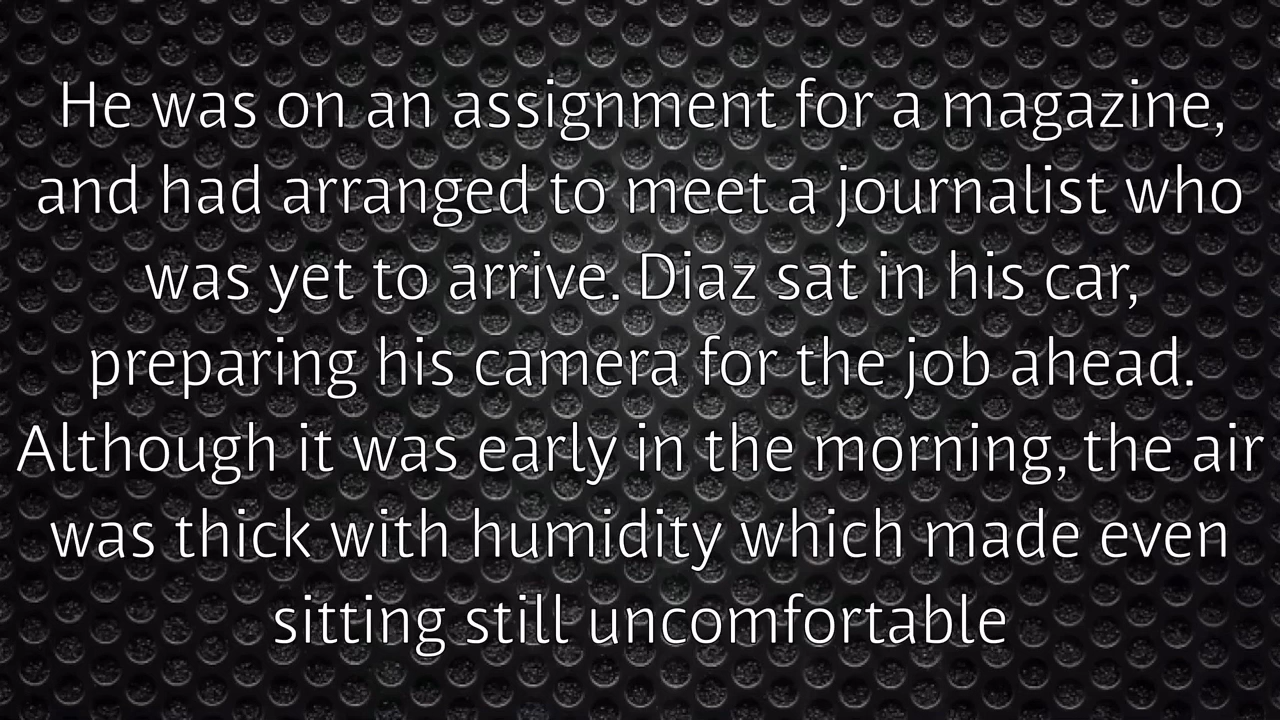 He was on an assignment for a magazine,
and had arranged to meet a journalist who
was yet to arrive. Diaz sat in his car,
preparing his camera for the job ahead.
Although it was early in the morning, the air
was thick with humidity which made even
sitting still uncomfortable